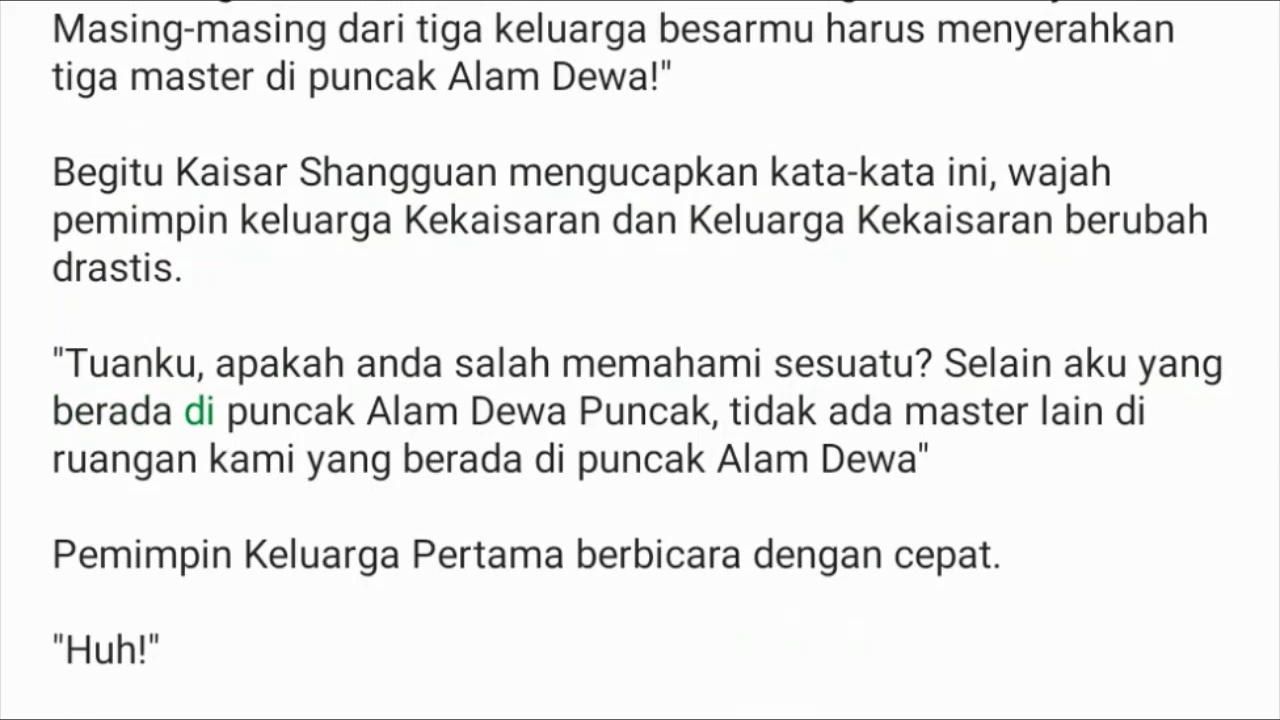 Masing-masing dari tiga keluarga besarmu harus menyerahkan
tiga master di puncak Alam Dewa!"
Begitu Kaisar Shangguan mengucapkan kata-kata ini, wajah
pemimpin keluarga Kekaisaran dan Keluarga Kekaisaran berubah
drastis.
"Tuanku, apakah anda salah memahami sesuatu? Selain aku yang
berada di puncak Alam Dewa Puncak, tidak ada master lain di
ruangan kami yang berada di puncak Alam Dewa"
Pemimpin Keluarga Pertama berbicara dengan cepat.
"Huh!"